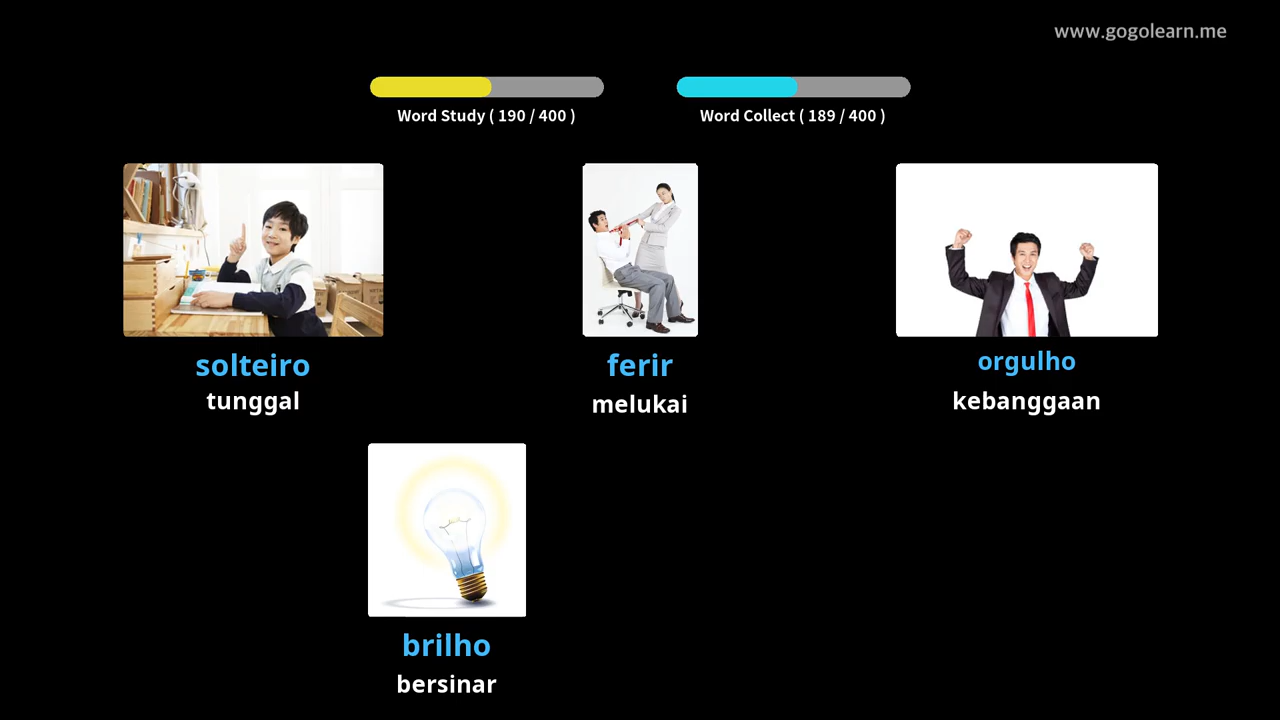 www.gogolearn.me
Word Study ( 190 / 400 )
Word Collect ( 189 / 400 )
solteiro
tunggal
ferir
melukai
orgulho
kebanggaan
brilho
bersinar